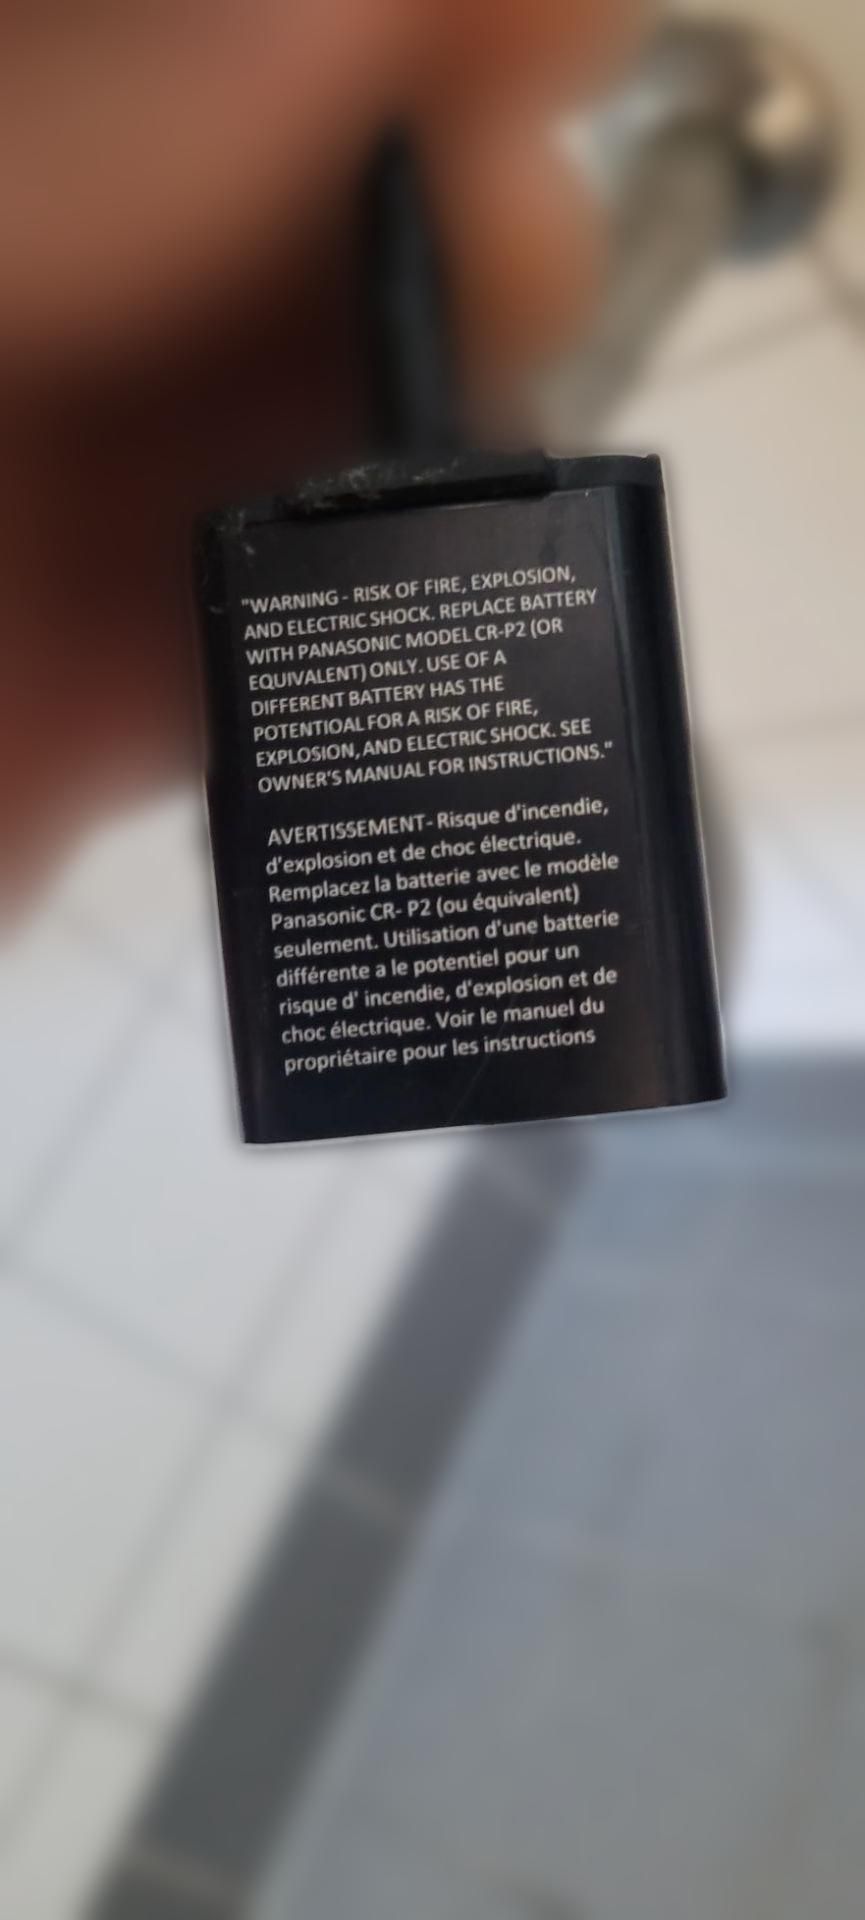 "WARNING - RISK OF FIRE, EXPLOSION,
AND ELECTRIC SHOCK. REPLACE BATTERY
WITH PANASONIC MODEL CR-P2 (OR
EQUIVALENT) ONLY. USE OF A
DIFFERENT BATTERY HAS THE
POTENTIOAL FOR A RISK OF FIRE,
EXPLOSION, AND ELECTRIC SHOCK. SEE
OWNER'S MANUAL FOR INSTRUCTIONS."
AVERTISSEMENT- Risque d'incendie,
d'explosion et de choc électrique.
Remplacez la batterie avec le modèle
Panasonic CR- P2 (ou équivalent)
seulement. Utilisation d'une batterie
différente a le potentiel pour un
risque d' incendie, d'explosion et de
choc électrique. Voir le manuel du
propriétaire pour les instructions